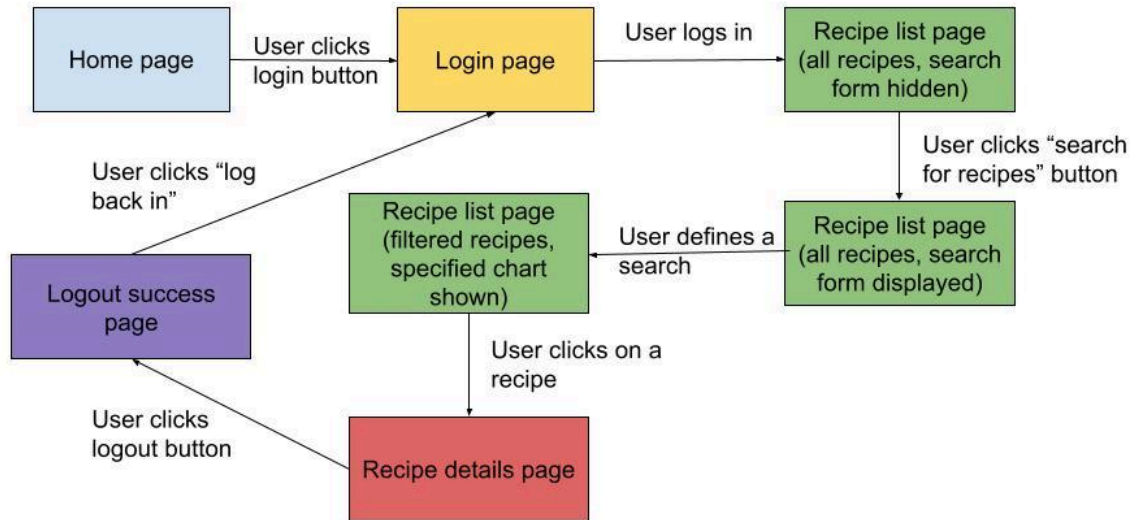 Home page
User clicks
login button
Login page
User logs in
Recipe list page
(all recipes, search
form hidden)
User clicks “search
for recipes” button
Recipe list page
(all recipes, search
form displayed)
User defines a
search
Recipe list page
(filtered recipes,
specified chart
shown)
User clicks on a
recipe
Recipe details page
User clicks
logout button
Logout success
page
User clicks “log
back in”